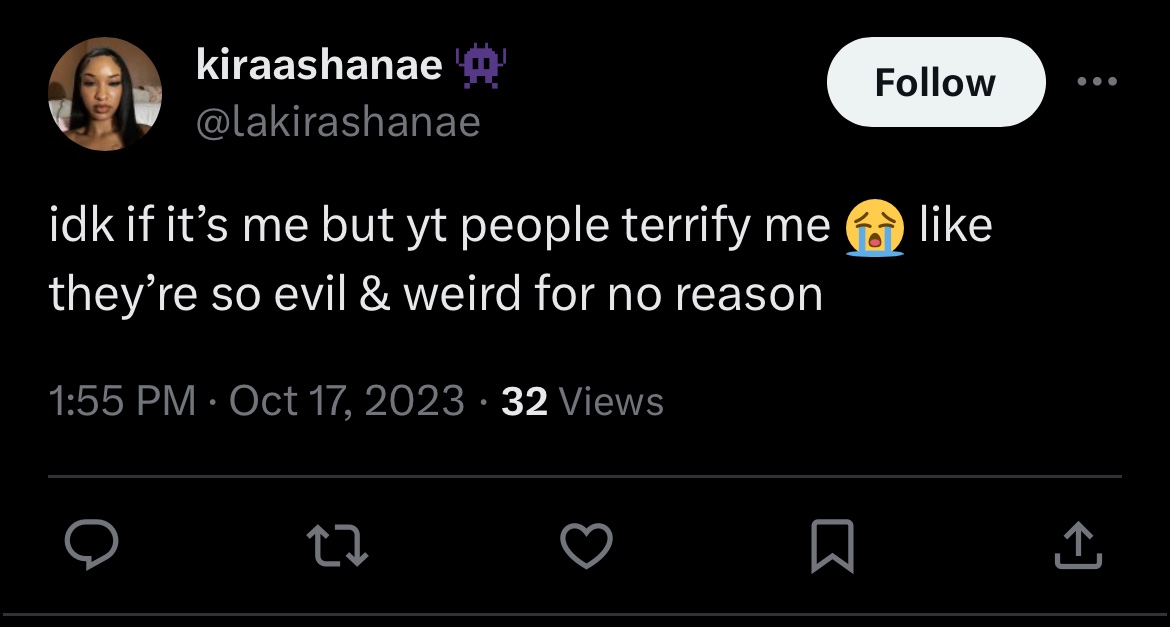 kiraashanae
Follow
@lakirashanae
idk if it’s me but yt people terrify me 😭 like
they’re so evil & weird for no reason
1:55 PM · Oct 17, 2023 · 32 Views